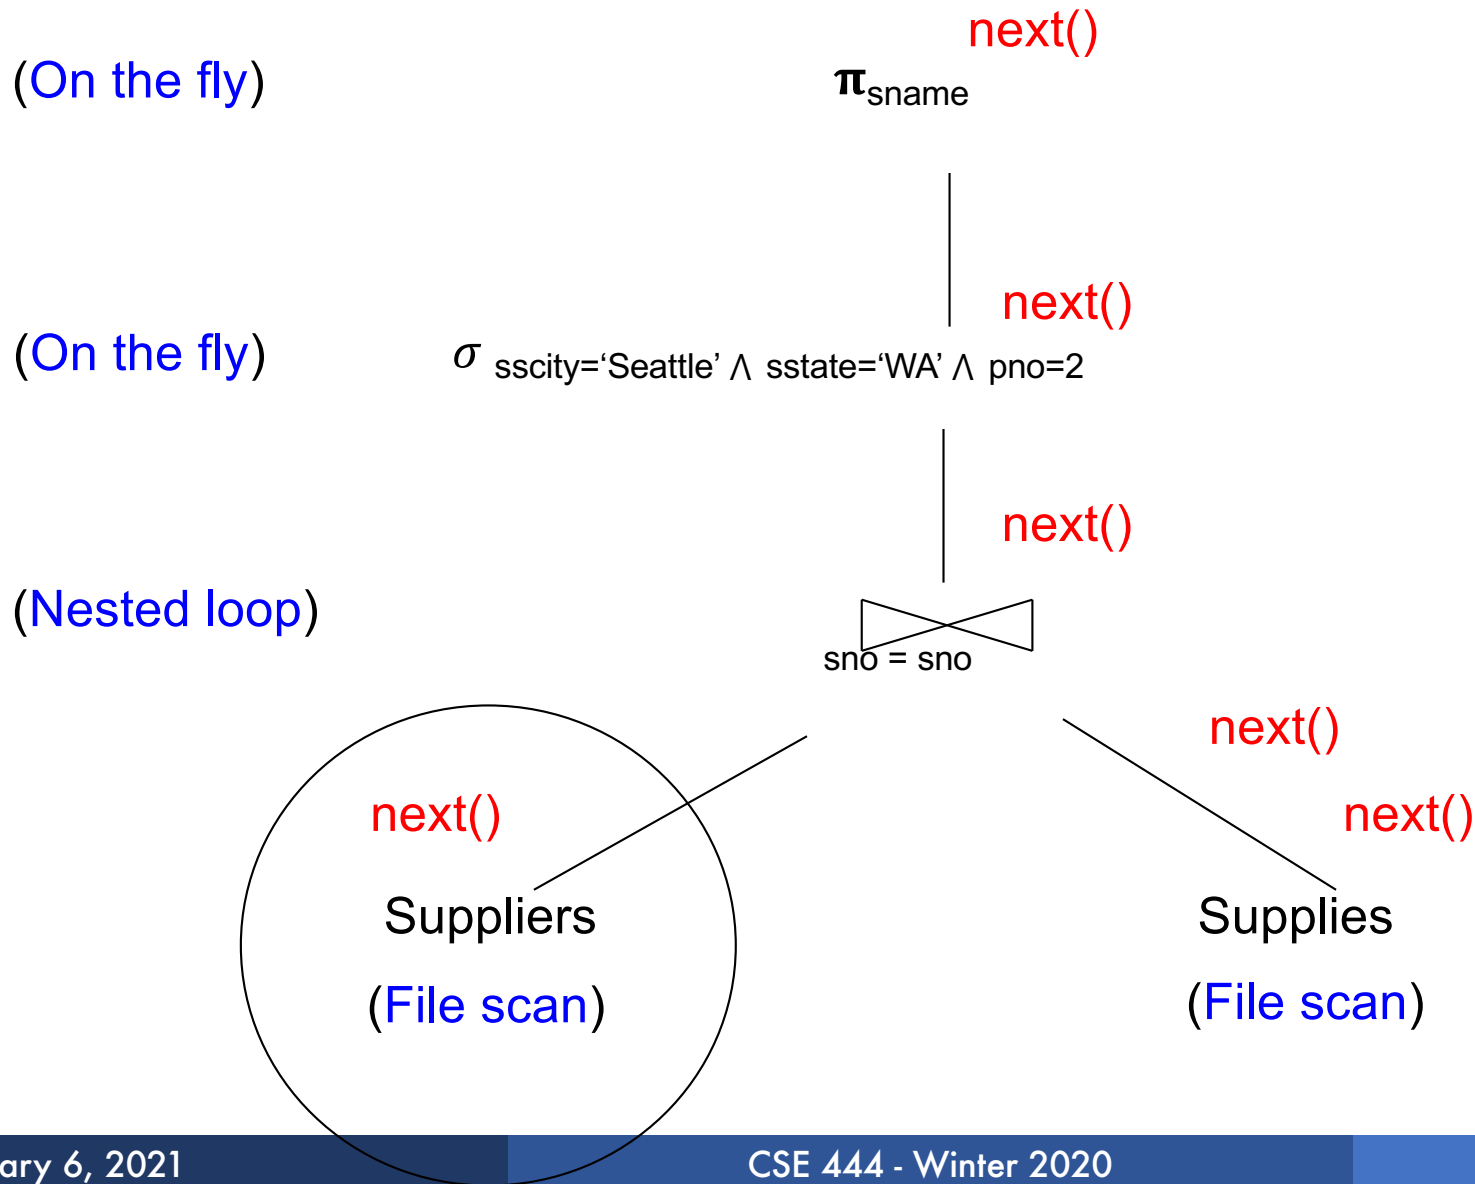 next()
(On the fly)
πsname
next()
(On the fly)
σ sscity=‘Seattle’ ∧ sstate=‘WA’ ∧ pno=2
next()
(Nested loop)
sno = sno
next()
next()
next()
Suppliers
Supplies
(File scan)
(File scan)
ary 6, 2021
CSE 444 - Winter 2020